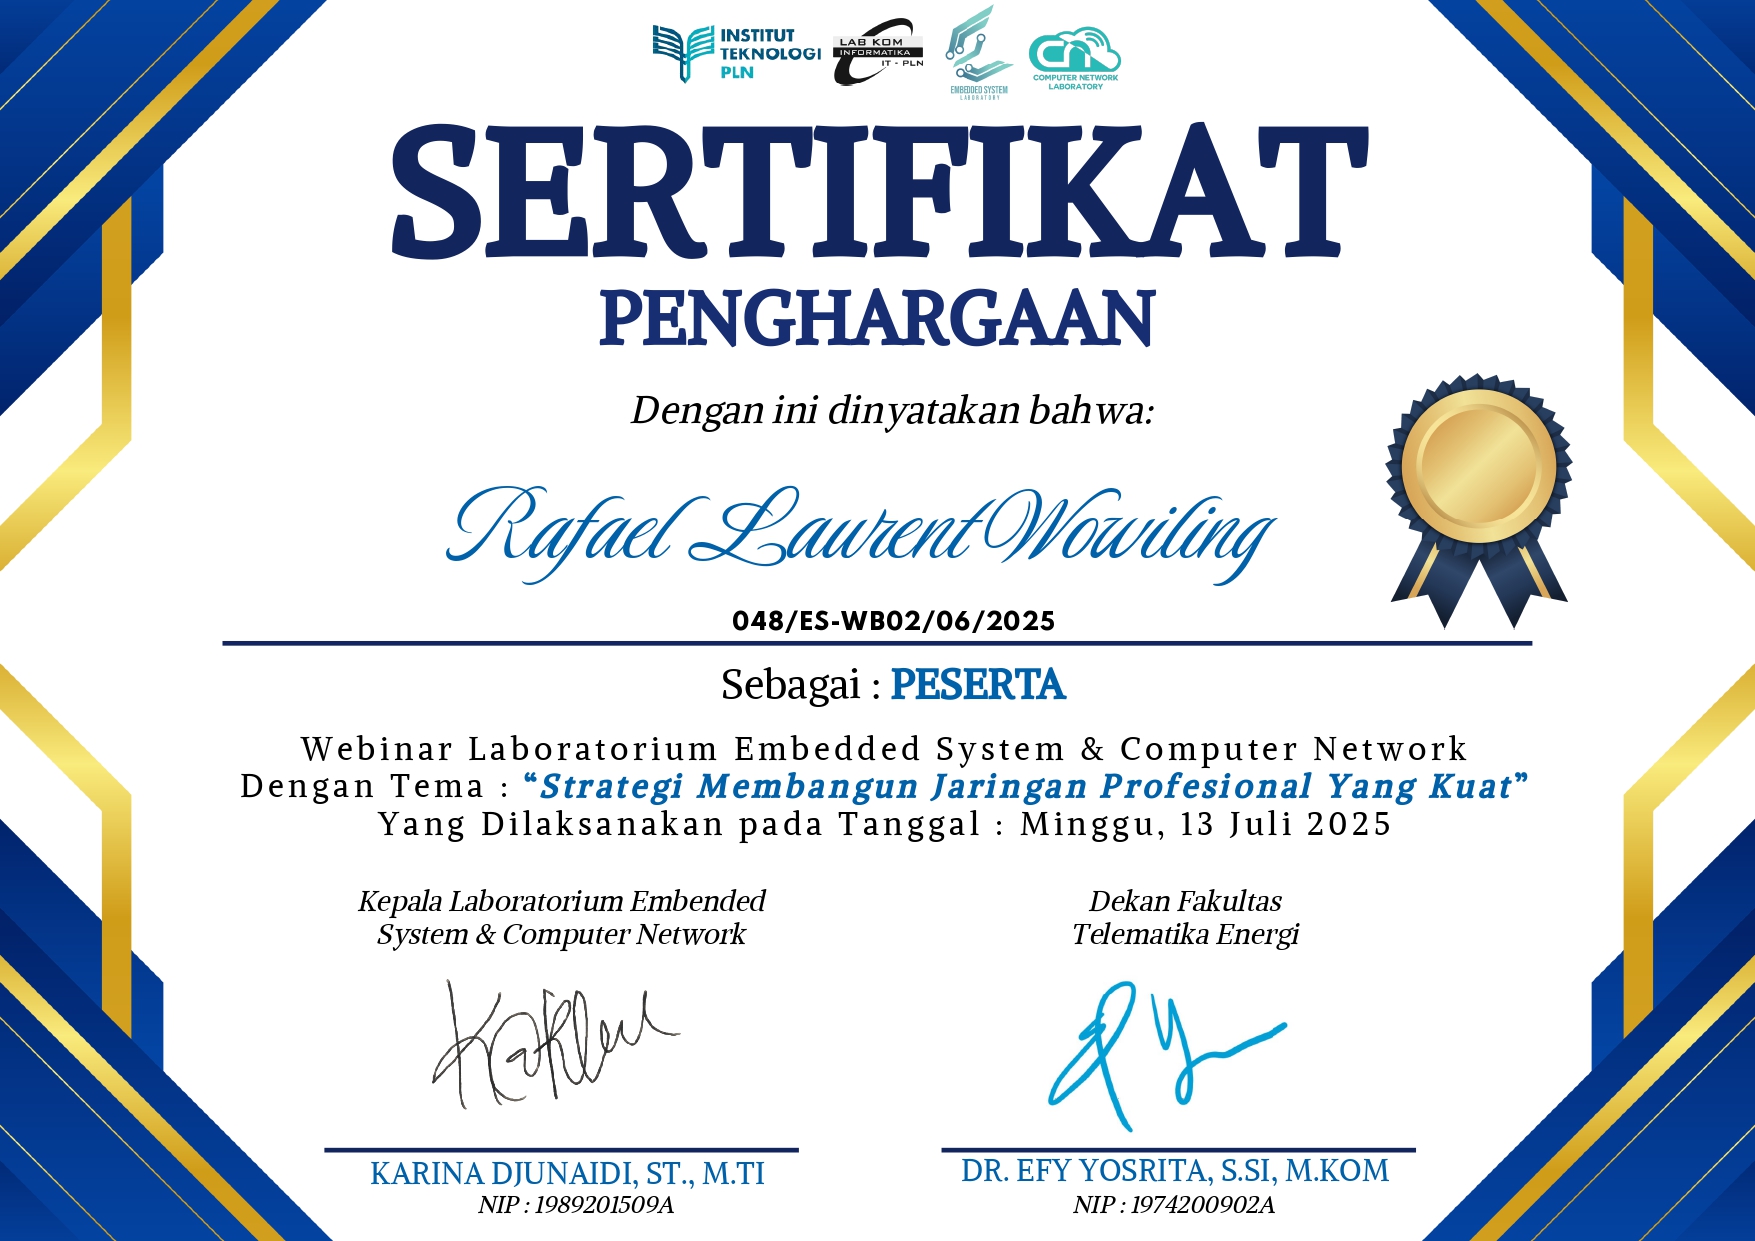 INSTITUT
TEKNOLOGI
PLN
LAB KOM
INFORMATIKA
IT - PLN
EMBEDDED SYSTEM
LABORATORY
CN
COMPUTER NETWORK
LABORATORY
SERTIFIKAT
PENGHARGAAN
Dengan ini dinyatakan bahwa:
Rafael Laurent Wowiling
048/ES-WB02/06/2025
Sebagai : PESERTA
Webinar Laboratorium Embedded System & Computer Network
Dengan Tema : “Strategi Membangun Jaringan Profesional Yang Kuat”
Yang Dilaksanakan pada Tanggal : Minggu, 13 Juli 2025
Kepala Laboratorium Embended
System & Computer Network
KARINA DJUNAIDI, ST., M.TI
NIP : 1989201509A
Dekan Fakultas
Telematika Energi
DR. EFY YOSRITA, S.SI, M.KOM
NIP : 1974200902A